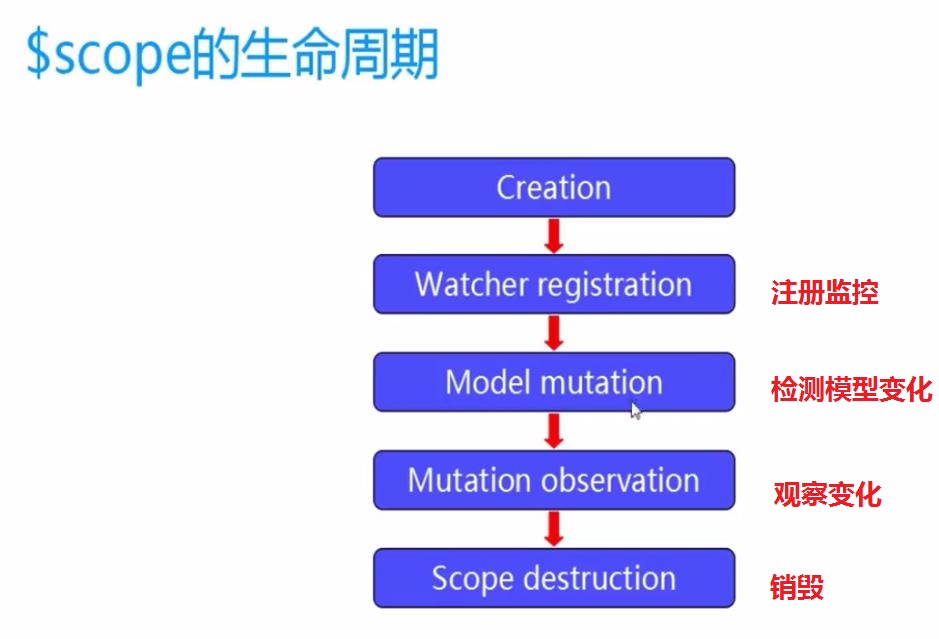 $scope的生命周期
Creation
Watcher registration
注册监控
Model mutation
检测模型变化
Mutation observation
观察变化
Scope destruction
销毁